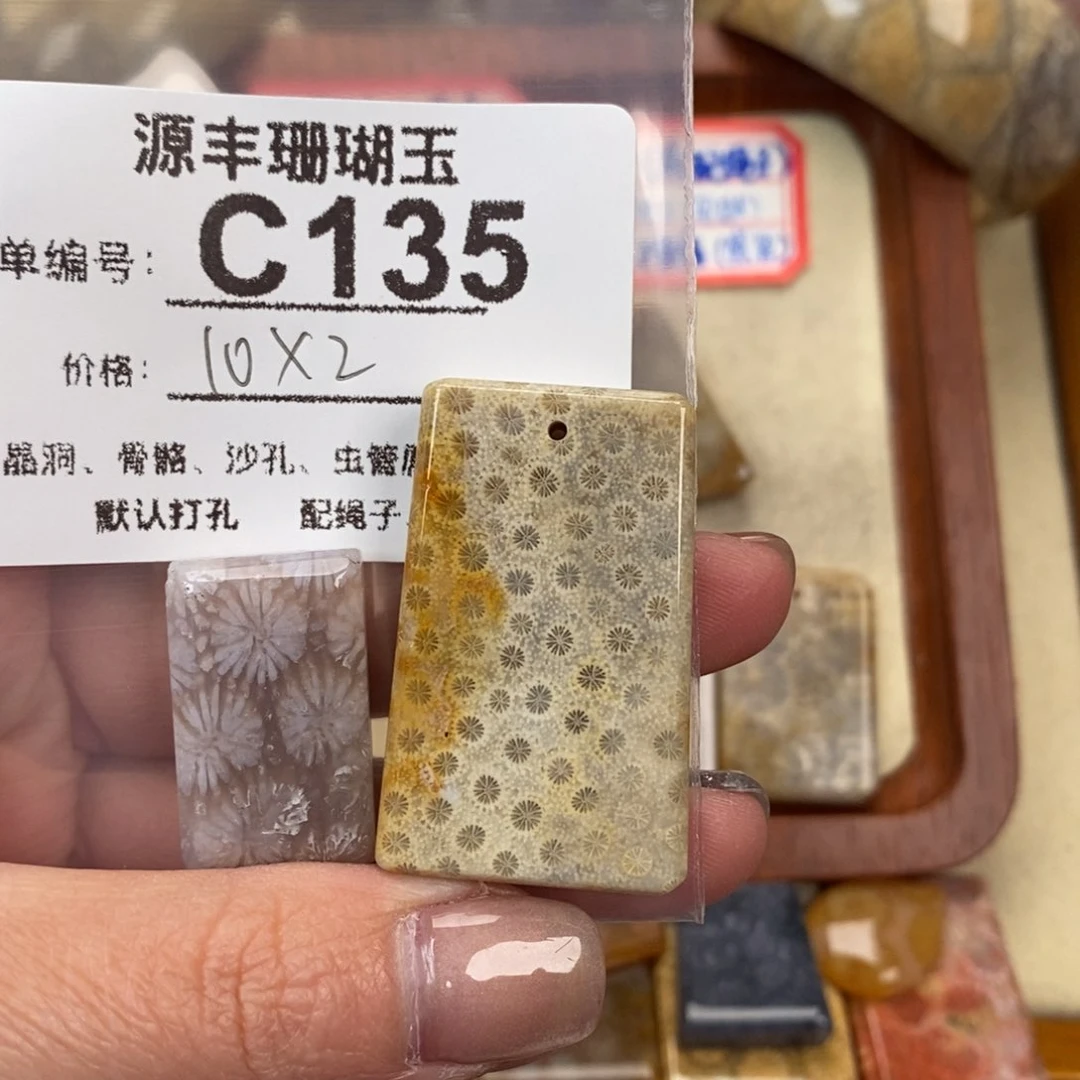 源丰珊瑚玉
单编号： C135
价格： 10X2
晶洞、骨骼、沙孔、虫管
默认打孔 配绳子